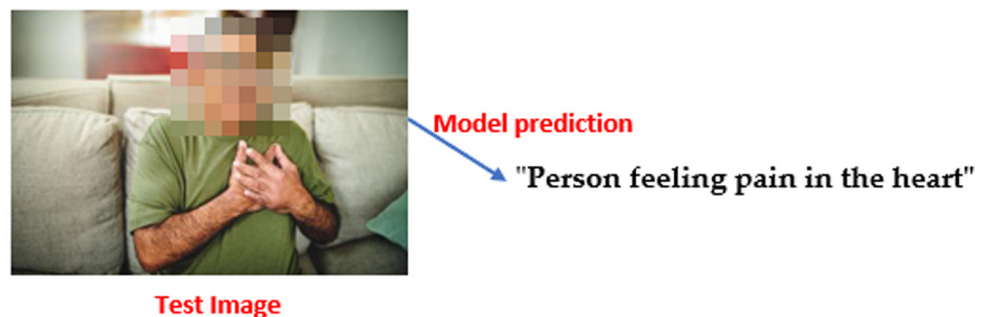 Model prediction
"Person feeling pain in the heart"
Test Image